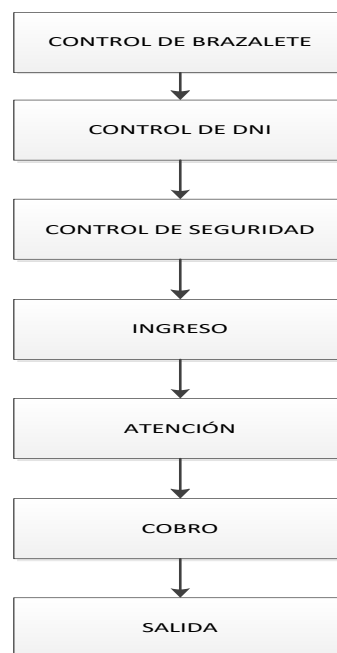 CONTROL DE BRAZALETE
CONTROL DE DNI
CONTROL DE SEGURIDAD
INGRESO
ATENCIÓN
COBRO
SALIDA